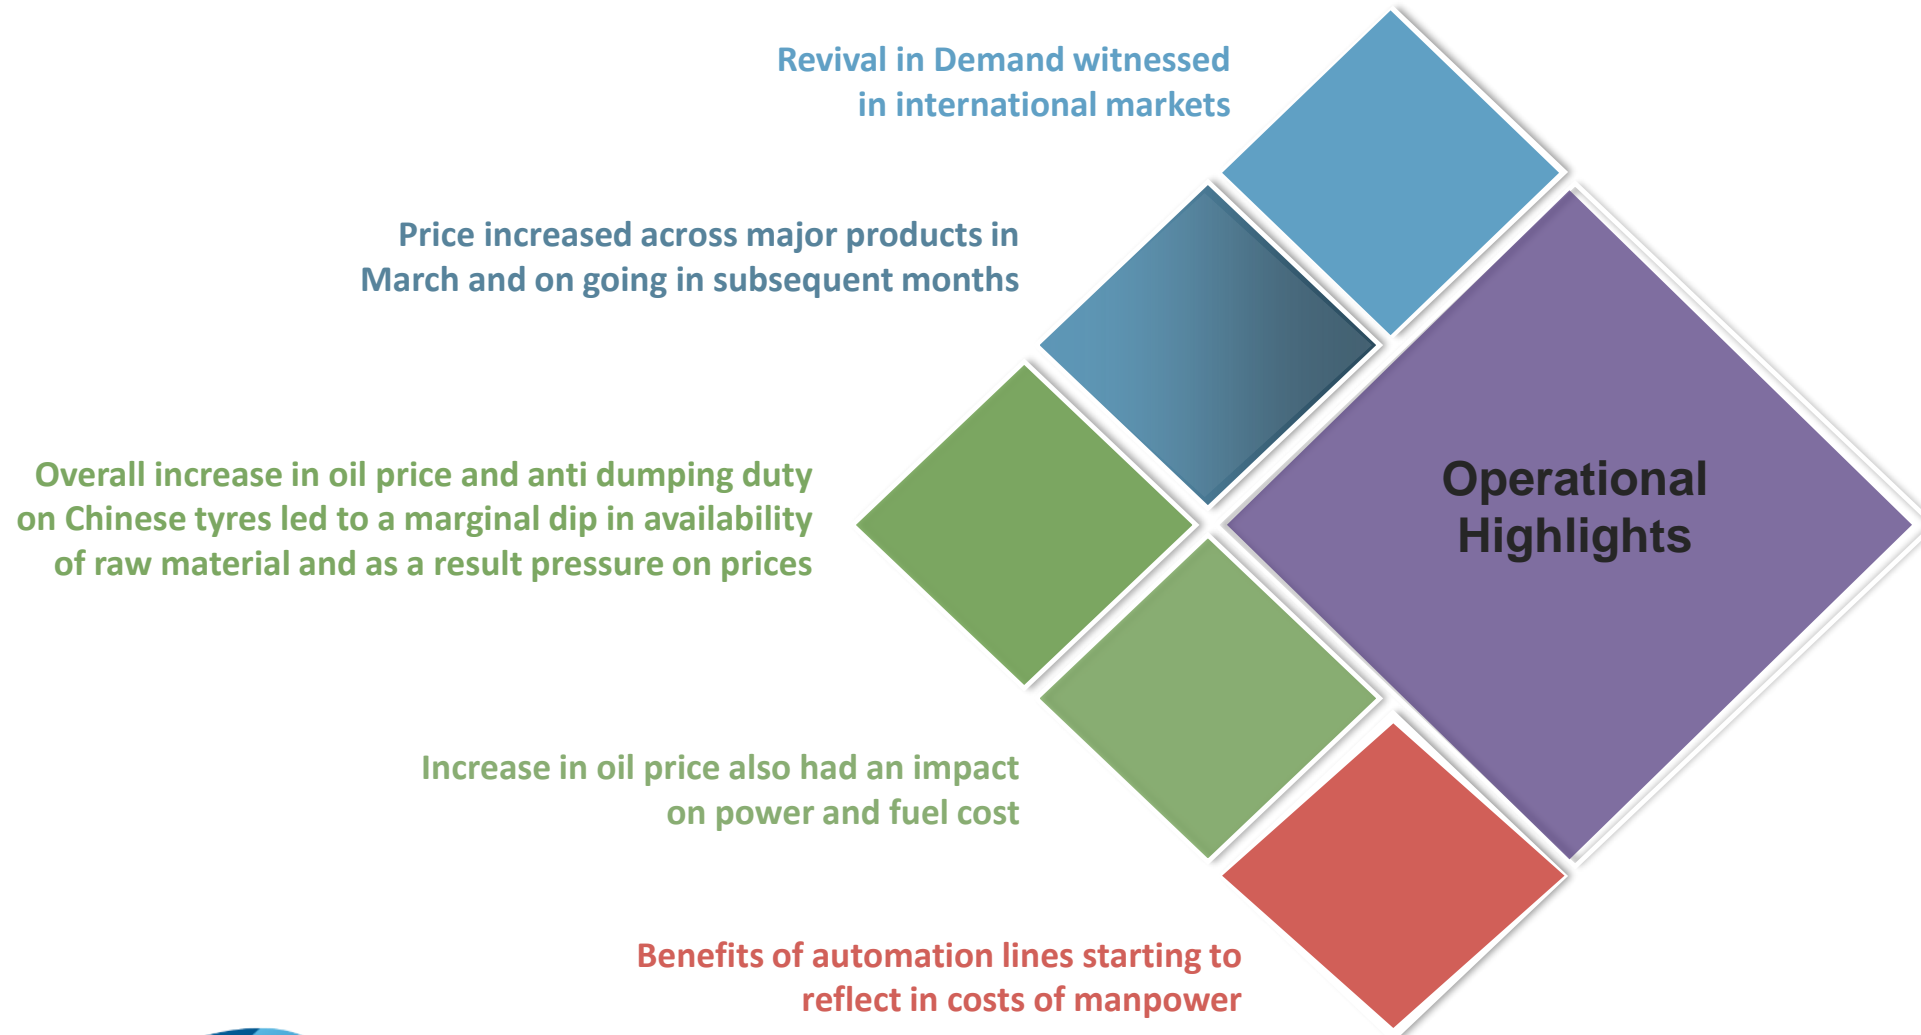 Revival in Demand witnessed
in international markets
Price increased across major products in
March and on going in subsequent months
Overall increase in oil price and anti dumping duty
on Chinese tyres led to a marginal dip in availability
of raw material and as a result pressure on prices
Operational
Highlights
Increase in oil price also had an impact
on power and fuel cost
Benefits of automation lines starting to
reflect in costs of manpower